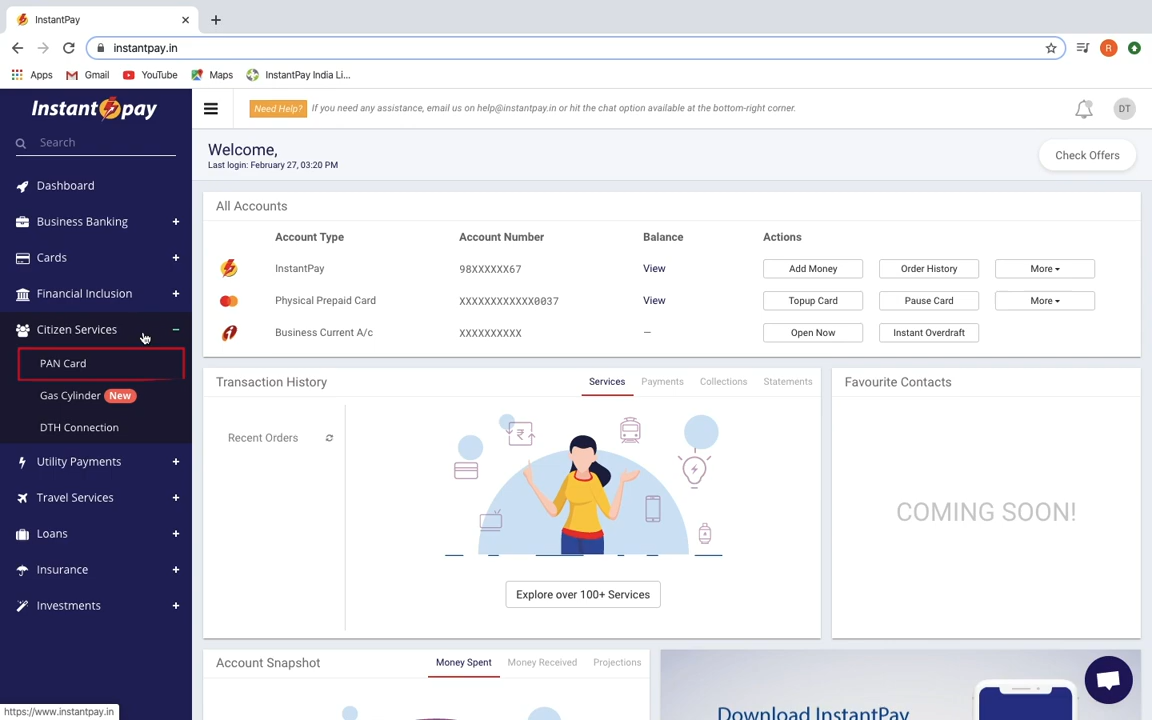 InstantPay
instantpay.in
R
Apps
Gmail
YouTube
Maps
InstantPay India Li...
Instantpay
Need Help?
If you need any assistance, email us on help@instantpay.in or hit the chat option available at the bottom-right corner.
DT
Search
Welcome,
Last login: February 27, 03:20 PM
Check Offers
Dashboard
Business Banking
Cards
Financial Inclusion
Citizen Services
PAN Card
Gas Cylinder New
DTH Connection
Utility Payments
Travel Services
Loans
Insurance
Investments
All Accounts
Account Type Account Number Balance Actions
InstantPay 98XXXXXX67 View Add Money Order History More
Physical Prepaid Card XXXXXXXXXXXX0037 View Topup Card Pause Card More
Business Current A/c XXXXXXXXXX — Open Now Instant Overdraft
Transaction History Services Payments Collections Statements
Recent Orders
Explore over 100+ Services
Favourite Contacts
COMING SOON!
Account Snapshot Money Spent Money Received Projections
Download InstantPay
https://www.instantpay.in